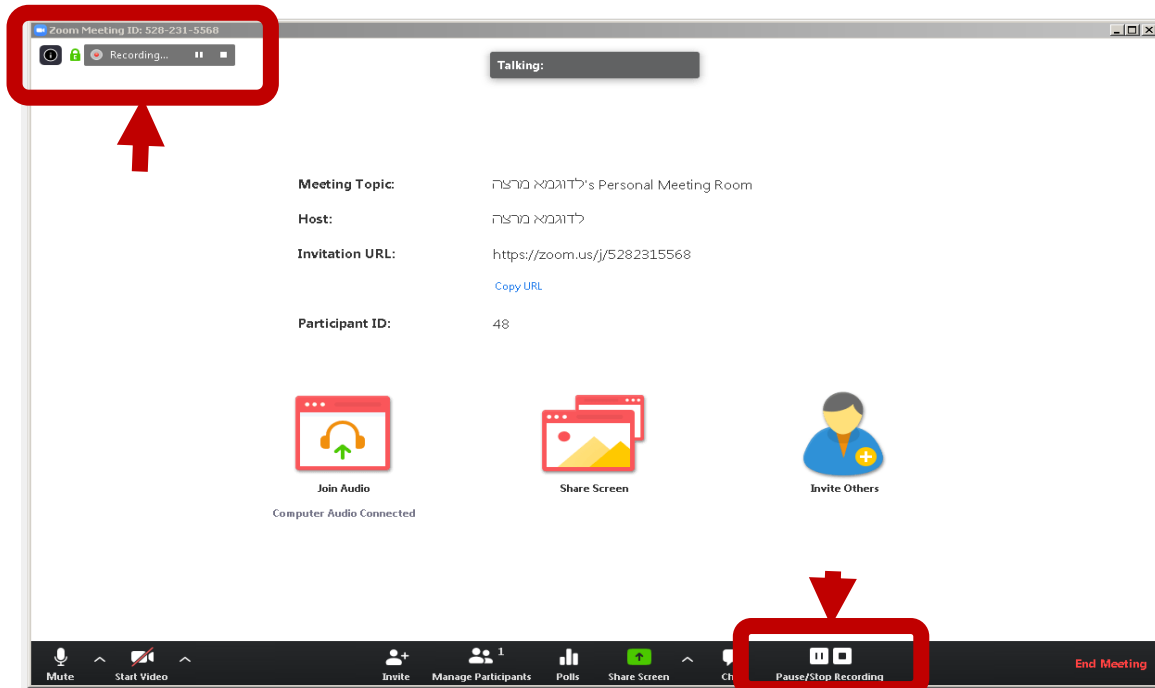 Zoom Meeting ID: 528-231-5568
Recording...
Talking:
Meeting Topic: לדוגמא מרצה's Personal Meeting Room
Host: לדוגמא מרצה
Invitation URL: https://zoom.us/j/5282315568
Copy URL
Participant ID: 48
Join Audio Share Screen Invite Others
Computer Audio Connected
1
Mute Start Video Invite Manage Participants Polls Share Screen Ch Pause/Stop Recording End Meeting